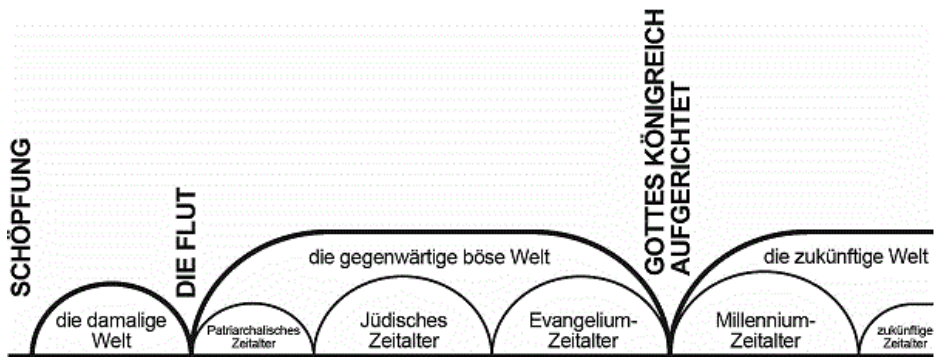 SCHÖPFUNG
die damalige
Welt
DIE FLUT
die gegenwärtige böse Welt
Patriarchalisches
Zeitalter
Jüdisches
Zeitalter
Evangelium-
Zeitalter
GOTTES KÖNIGREICH
AUFGERICHTET
die zukünftige Welt
Millennium-
Zeitalter
zukünftige
Zeitalter